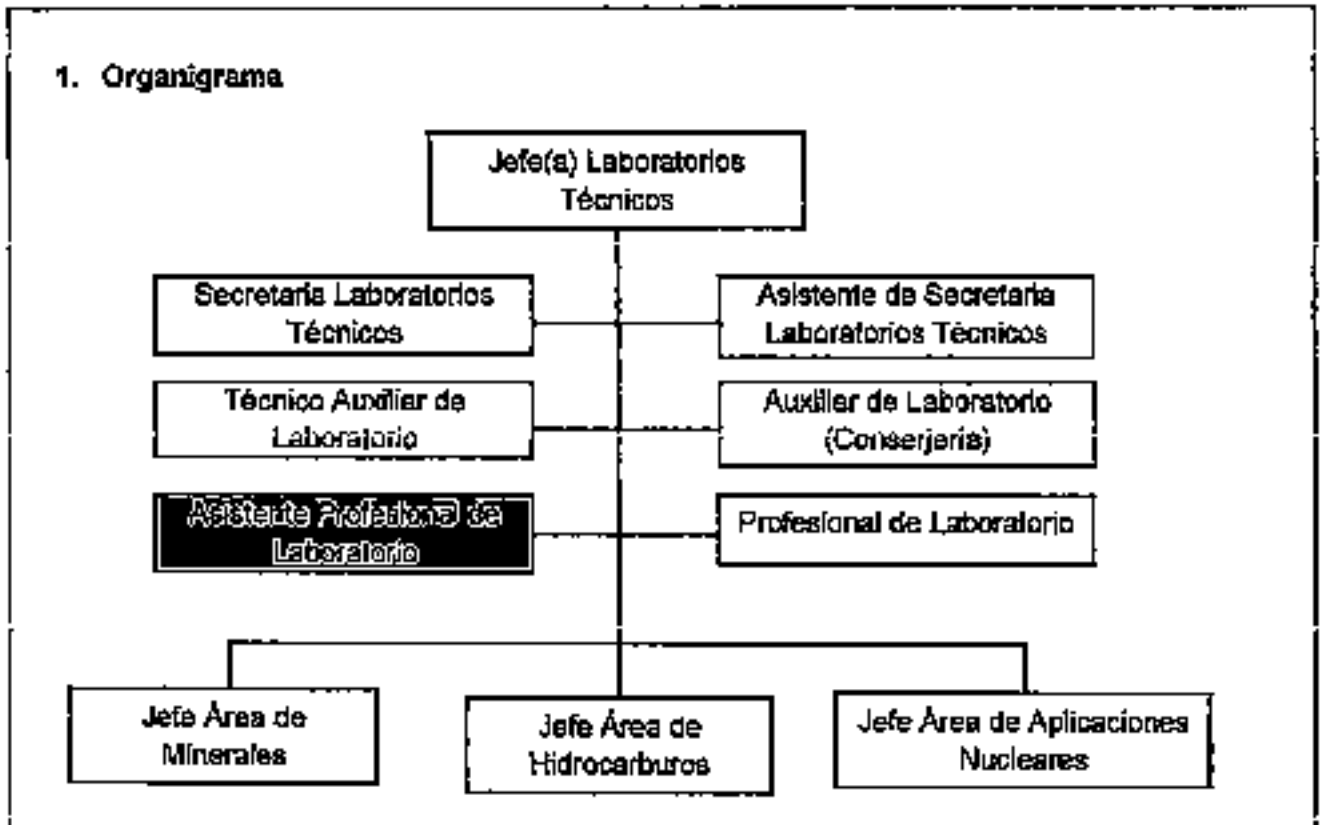 1. Organigrama
Jefe(a) Laboratorios
Técnicos
Secretaria Laboratorios
Técnicos
Asistente de Secretaria
Laboratorios Técnicos
Técnico Auxiliar de
Laboratorio
Auxiliar de Laboratorio
(Conserjería)
Asistente Profesional de
Laboratorio
Profesional de Laboratorio
Jefe Área de
Minerales
Jefe Área de
Hidrocarburos
Jefe Área de Aplicaciones
Nucleares